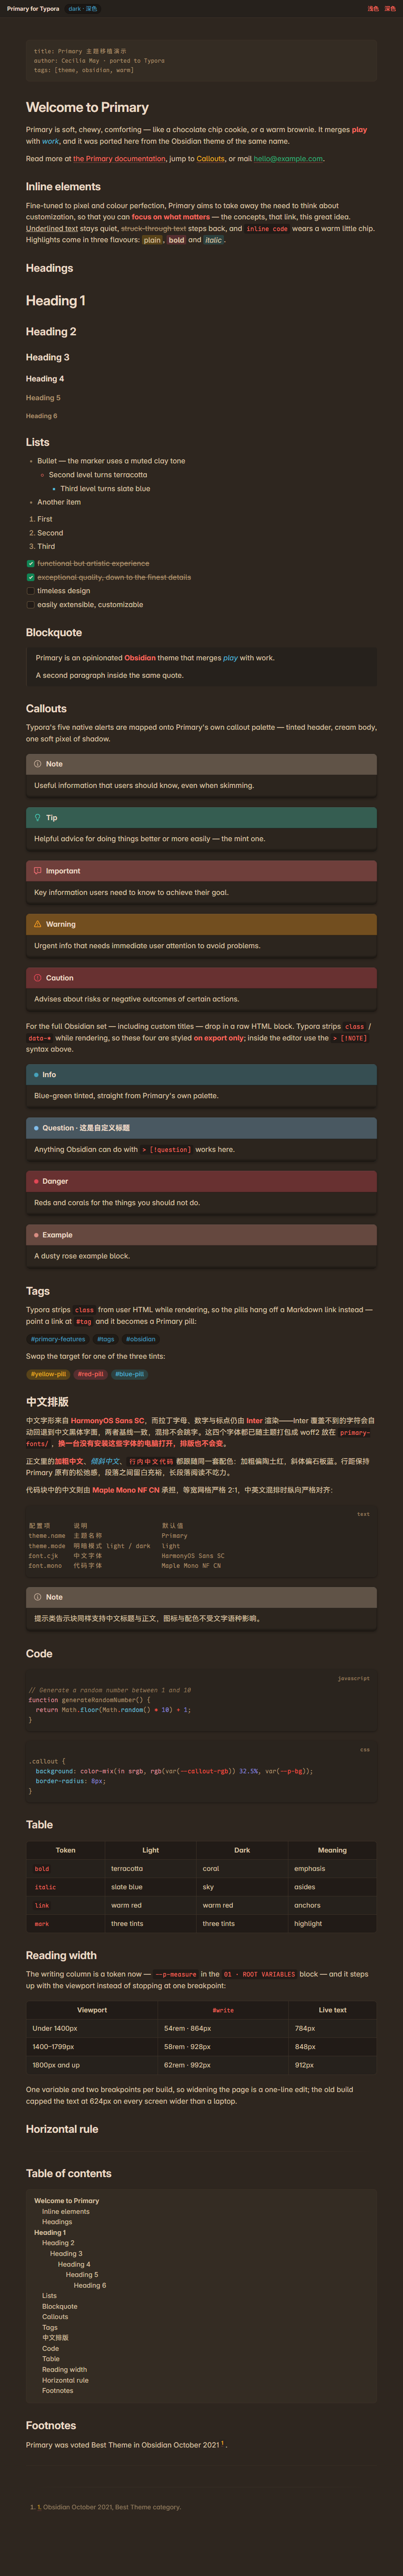 Primary for Typora dark · 深色 浅色 深色
title: Primary 主题移植演示
author: Cecilia May · ported to Typora
tags: [theme, obsidian, warm]
Welcome to Primary
Primary is soft, chewy, comforting — like a chocolate chip cookie, or a warm brownie. It merges play
with work, and it was ported here from the Obsidian theme of the same name.
Read more at the Primary documentation, jump to Callouts, or mail hello@example.com.
Inline elements
Fine-tuned to pixel and colour perfection, Primary aims to take away the need to think about
customization, so that you can focus on what matters — the concepts, that link, this great idea.
Underlined text stays quiet, struck-through text steps back, and inline code wears a warm little chip.
Highlights come in three flavours: plain, bold and italic.
Headings
Heading 1
Heading 2
Heading 3
Heading 4
Heading 5
Heading 6
Lists
Bullet — the marker uses a muted clay tone
Second level turns terracotta
Third level turns slate blue
Another item
1. First
2. Second
3. Third
functional but artistic experience
exceptional quality, down to the finest details
timeless design
easily extensible, customizable
Blockquote
Primary is an opinionated Obsidian theme that merges play with work.
A second paragraph inside the same quote.
Callouts
Typora's five native alerts are mapped onto Primary's own callout palette — tinted header, cream body,
one soft pixel of shadow.
Note
Useful information that users should know, even when skimming.
Tip
Helpful advice for doing things better or more easily — the mint one.
Important
Key information users need to know to achieve their goal.
Warning
Urgent info that needs immediate user attention to avoid problems.
Caution
Advises about risks or negative outcomes of certain actions.
For the full Obsidian set — including custom titles — drop in a raw HTML block. Typora strips class /
data-* while rendering, so these four are styled on export only; inside the editor use the > [!NOTE]
syntax above.
Info
Blue-green tinted, straight from Primary's own palette.
Question · 这是自定义标题
Anything Obsidian can do with > [!question] works here.
Danger
Reds and corals for the things you should not do.
Example
A dusty rose example block.
Tags
Typora strips class from user HTML while rendering, so the pills hang off a Markdown link instead —
point a link at #tag and it becomes a Primary pill:
#primary-features #tags #obsidian
Swap the target for one of the three tints:
#yellow-pill #red-pill #blue-pill
中文排版
中文字形来自 HarmonyOS Sans SC，而拉丁字母、数字与标点仍由 Inter 渲染——Inter 覆盖不到的字符会自
动回退到中文黑体字面，两者基线一致，混排不会跳字。这四个字体都已随主题打包成 woff2 放在 primary-
fonts/ ，换一台没有安装这些字体的电脑打开，排版也不会变。
正文里的加粗中文、倾斜中文、行内中文代码 都跟随同一套配色：加粗偏陶土红，斜体偏石板蓝。行距保持
Primary 原有的松弛感，段落之间留白充裕，长段落阅读不吃力。
代码块中的中文则由 Maple Mono NF CN 承担，等宽网格严格 2:1，中英文混排时纵向严格对齐：
text
配置项 说明 默认值
theme.name 主题名称 Primary
theme.mode 明暗模式 light / dark light
font.cjk 中文字体 HarmonyOS Sans SC
font.mono 代码字体 Maple Mono NF CN
Note
提示类告示块同样支持中文标题与正文，图标与配色不受文字语种影响。
Code
javascript
// Generate a random number between 1 and 10
function generateRandomNumber() {
return Math.floor(Math.random() * 10) + 1;
}
css
.callout {
background: color-mix(in srgb, rgb(var(--callout-rgb)) 32.5%, var(--p-bg));
border-radius: 8px;
}
Table
Token Light Dark Meaning
bold terracotta coral emphasis
italic slate blue sky asides
link warm red warm red anchors
mark three tints three tints highlight
Reading width
The writing column is a token now — --p-measure in the 01 - ROOT VARIABLES block — and it steps
up with the viewport instead of stopping at one breakpoint:
Viewport #write Live text
Under 1400px 54rem · 864px 784px
1400–1799px 58rem · 928px 848px
1800px and up 62rem · 992px 912px
One variable and two breakpoints per build, so widening the page is a one-line edit; the old build
capped the text at 624px on every screen wider than a laptop.
Horizontal rule
Table of contents
Welcome to Primary
Inline elements
Headings
Heading 1
Heading 2
Heading 3
Heading 4
Heading 5
Heading 6
Lists
Blockquote
Callouts
Tags
中文排版
Code
Table
Reading width
Horizontal rule
Footnotes
Footnotes
Primary was voted Best Theme in Obsidian October 2021 1 .
1. 1. Obsidian October 2021, Best Theme category.